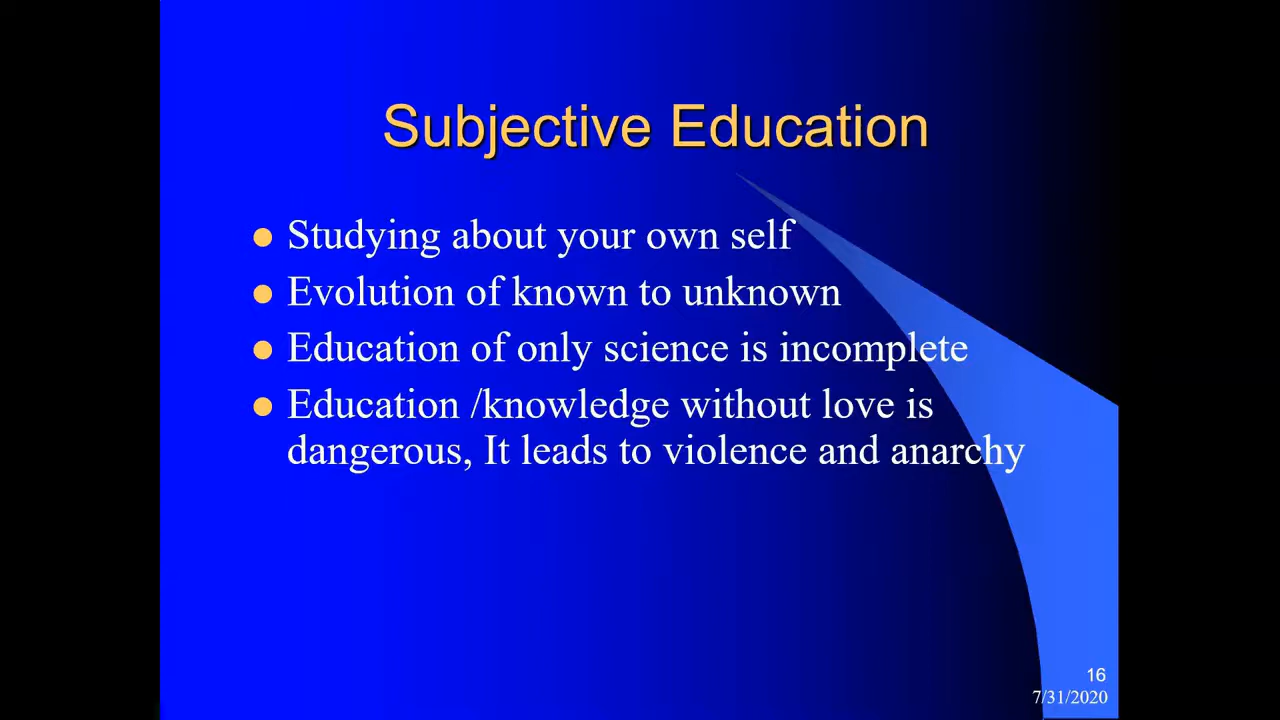 Subjective Education
Studying about your own self
Evolution of known to unknown
Education of only science is incomplete
Education /knowledge without love is
dangerous, It leads to violence and anarchy
16
7/31/2020